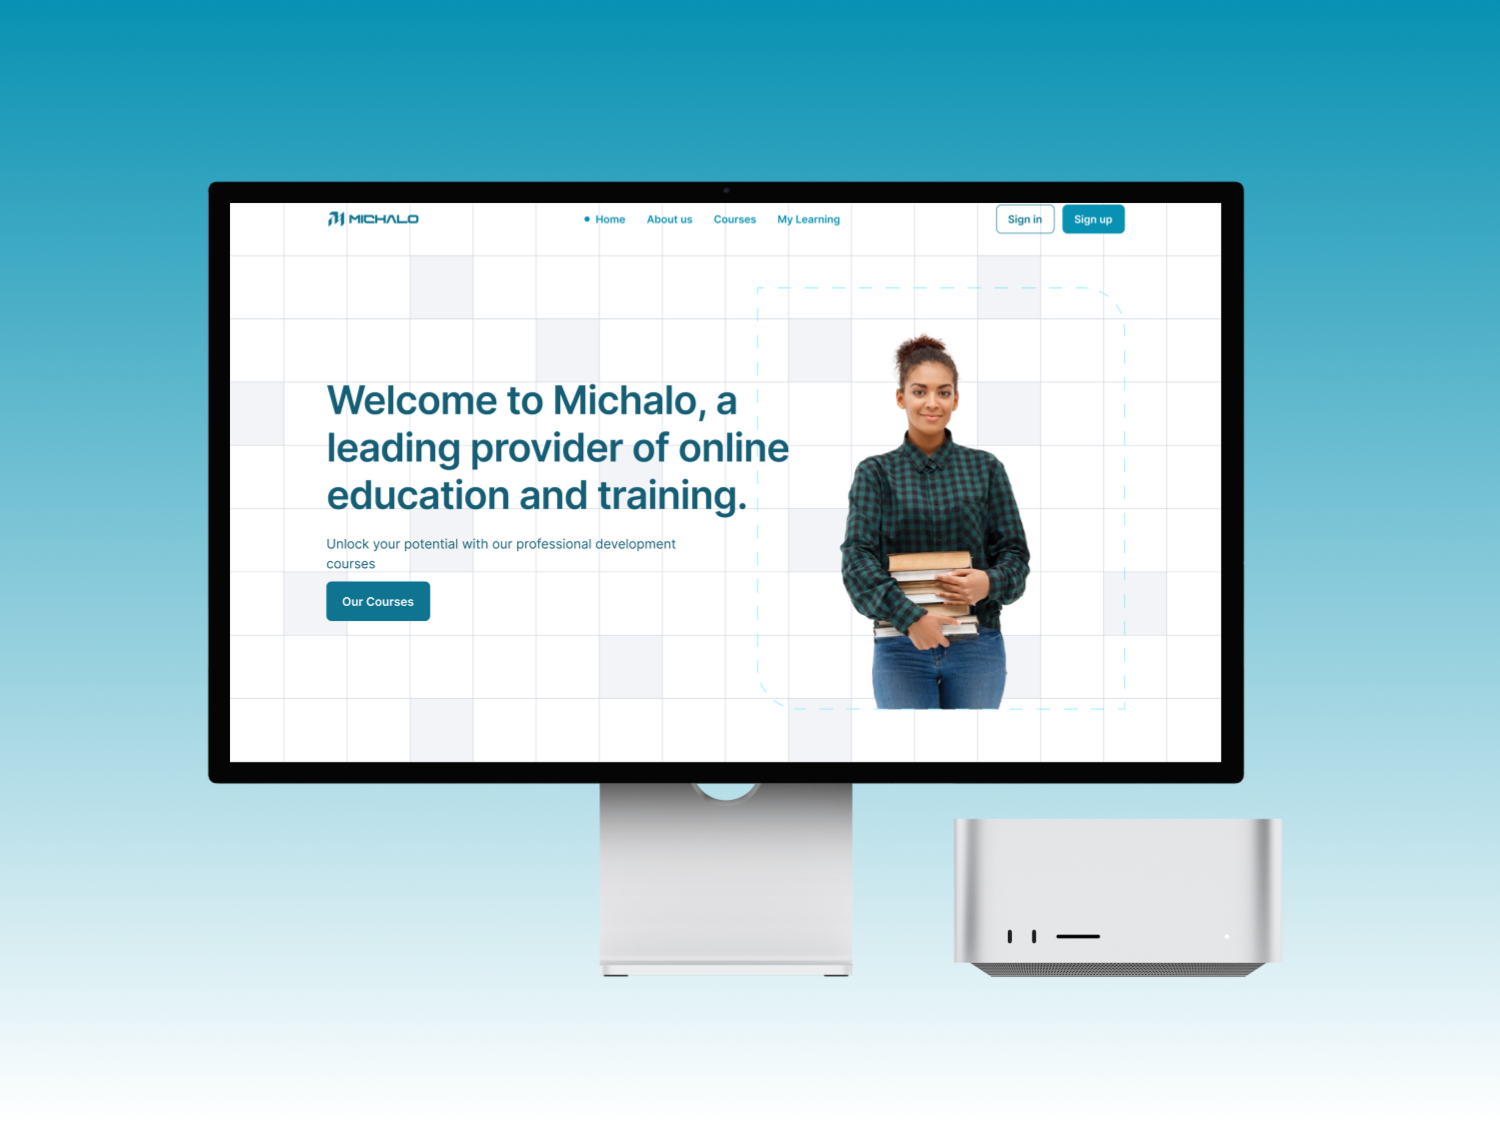 MICHALO
Home About us Courses My Learning
Sign in Sign up
Welcome to Michalo, a
leading provider of online
education and training.
Unlock your potential with our professional development
courses
Our Courses